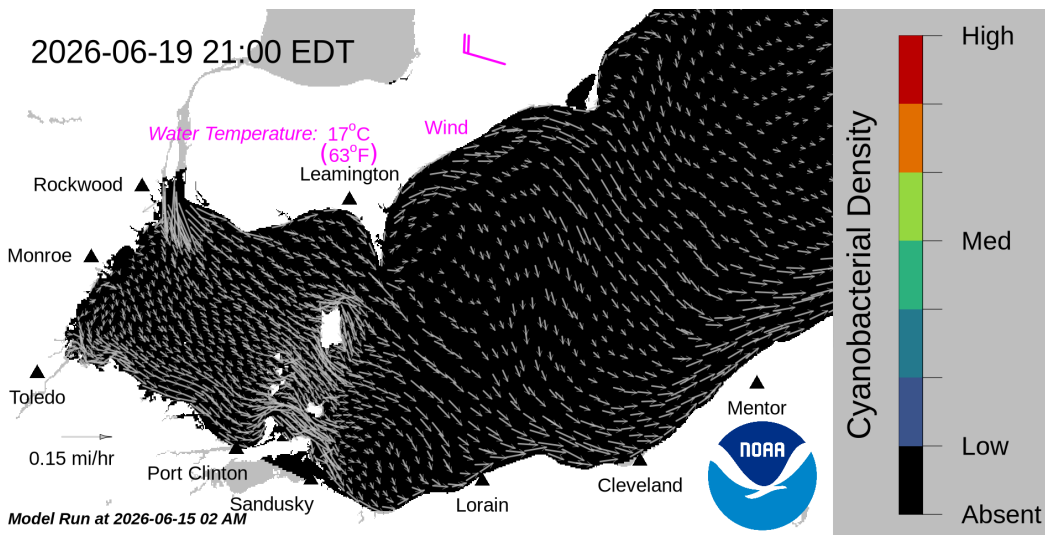 2026-06-19 21:00 EDT
Water Temperature: 17°C
(63°F)
Wind
Leamington
Rockwood
Monroe
Toledo
0.15 mi/hr
Port Clinton
Sandusky
Lorain
Cleveland
Mentor
NOAA
Model Run at 2026-06-15 02 AM
Cyanobacterial Density
High
Med
Low
Absent